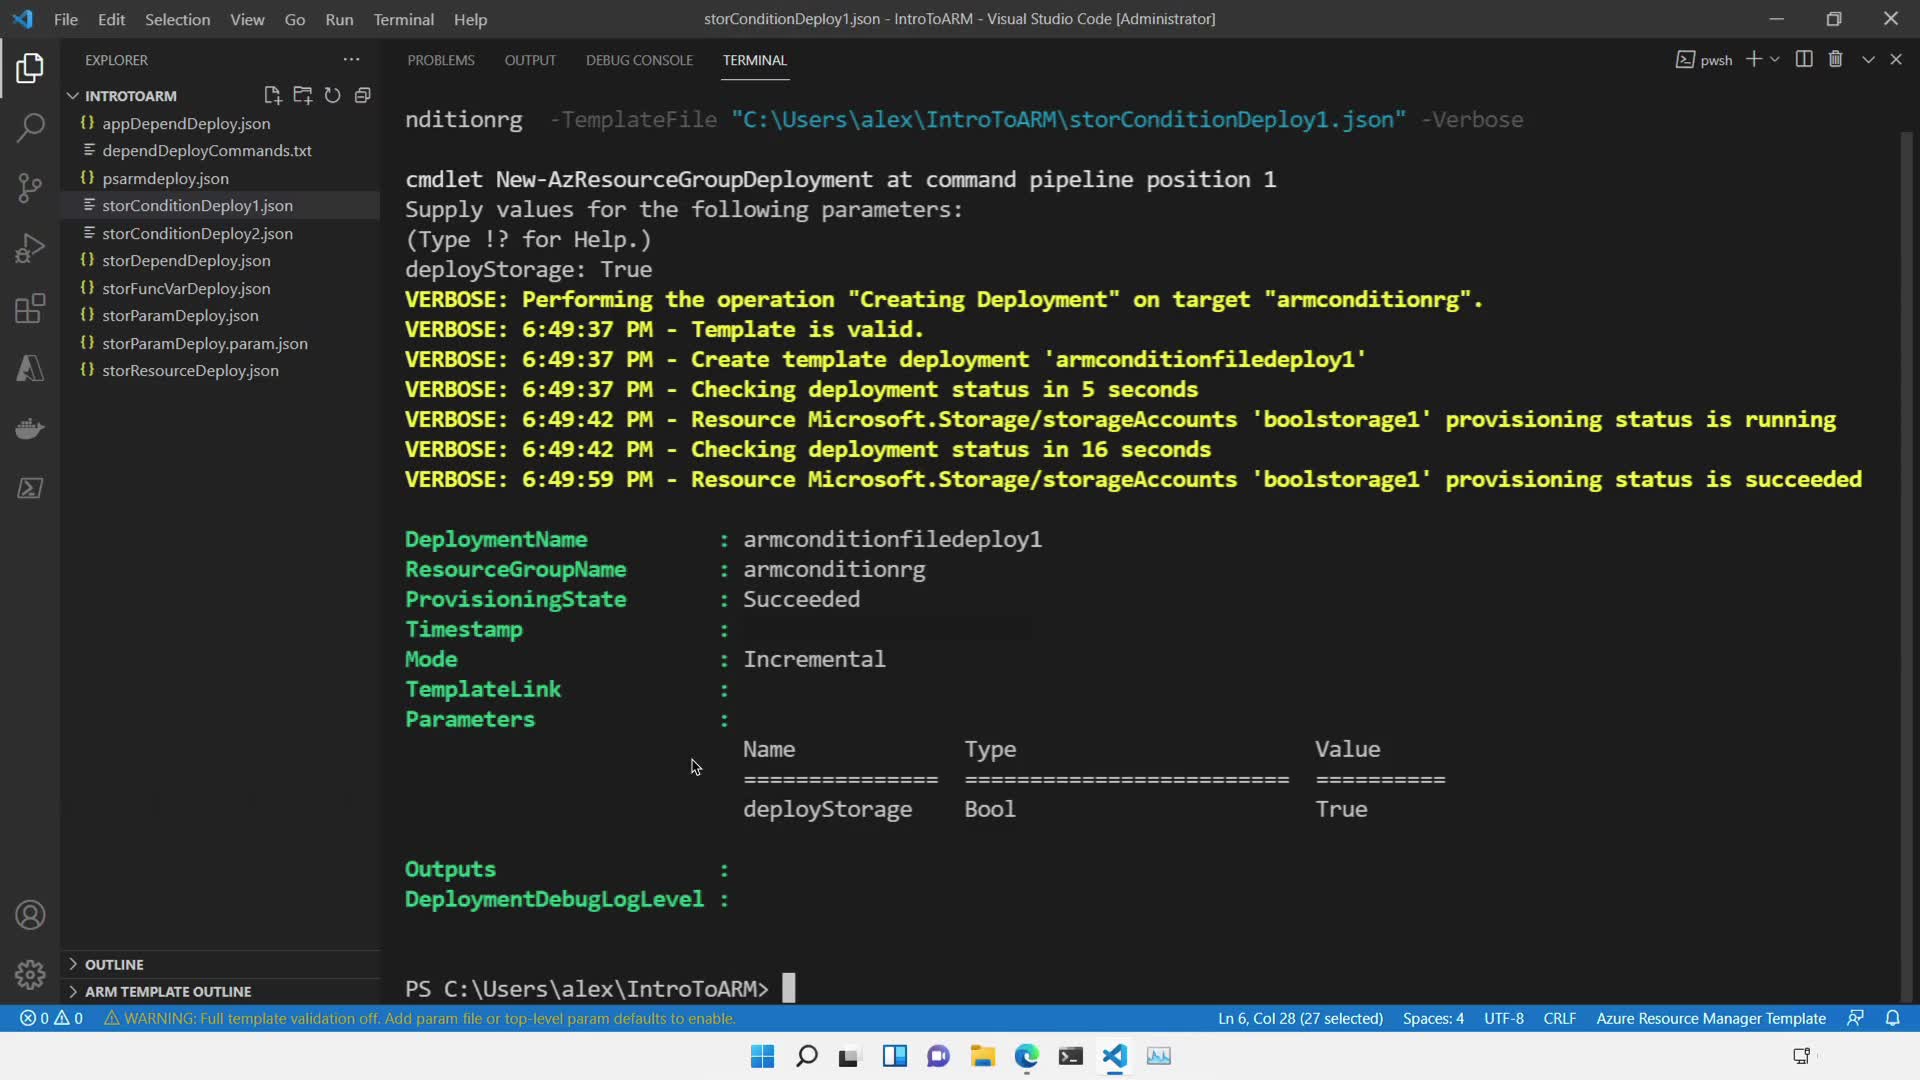 File Edit Selection View Go Run Terminal Help
storConditionDeploy1.json - IntroToARM - Visual Studio Code [Administrator]
EXPLORER
PROBLEMS OUTPUT DEBUG CONSOLE TERMINAL
pwsh
INTROTOARM
appDependDeploy.json
dependDeployCommands.txt
psarmdeploy.json
storConditionDeploy1.json
storConditionDeploy2.json
storDependDeploy.json
storFuncVarDeploy.json
storParamDeploy.json
storParamDeploy.param.json
storResourceDeploy.json
OUTLINE
ARM TEMPLATE OUTLINE
nditionrg -TemplateFile "C:\Users\alex\IntroToARM\storConditionDeploy1.json" -Verbose
cmdlet New-AzResourceGroupDeployment at command pipeline position 1
Supply values for the following parameters:
(Type !? for Help.)
deployStorage: True
VERBOSE: Performing the operation "Creating Deployment" on target "armconditionrg".
VERBOSE: 6:49:37 PM - Template is valid.
VERBOSE: 6:49:37 PM - Create template deployment 'armconditionfiledeploy1'
VERBOSE: 6:49:37 PM - Checking deployment status in 5 seconds
VERBOSE: 6:49:42 PM - Resource Microsoft.Storage/storageAccounts 'boolstorage1' provisioning status is running
VERBOSE: 6:49:42 PM - Checking deployment status in 16 seconds
VERBOSE: 6:49:59 PM - Resource Microsoft.Storage/storageAccounts 'boolstorage1' provisioning status is succeeded
DeploymentName : armconditionfiledeploy1
ResourceGroupName : armconditionrg
ProvisioningState : Succeeded
Timestamp :
Mode : Incremental
TemplateLink :
Parameters :
Name Type Value
=============== ========================= ==========
deployStorage Bool True
Outputs :
DeploymentDebugLogLevel :
PS C:\Users\alex\IntroToARM>
0 0 WARNING: Full template validation off. Add param file or top-level param defaults to enable.
Ln 6, Col 28 (27 selected) Spaces: 4 UTF-8 CRLF Azure Resource Manager Template